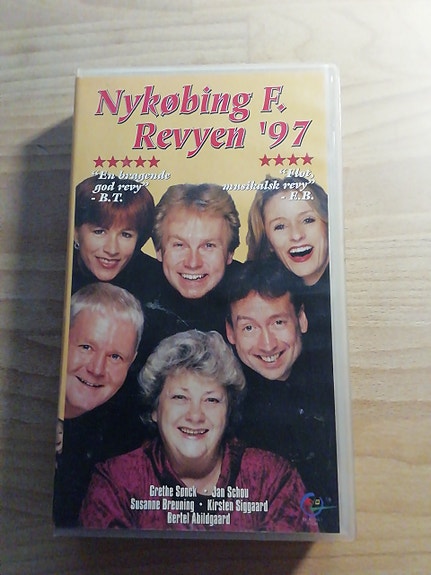 Nykøbing F.
Revyen '97
★★★★★
"En bragende
god revy"
- B.T.
★★★★
"Flot,
musikalsk revy"
- E.B.
Grethe Sønck • Jan Schou
Susanne Breuning • Kirsten Siggaard
Bertel Abildgaard